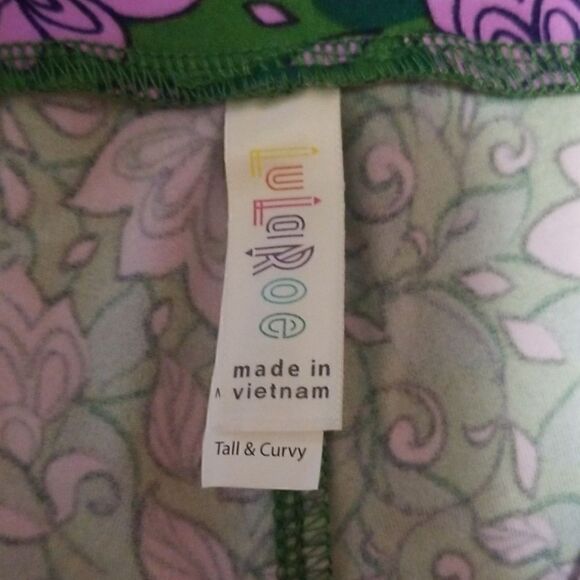 LuLaRoe
made in
vietnam
Tall & Curvy